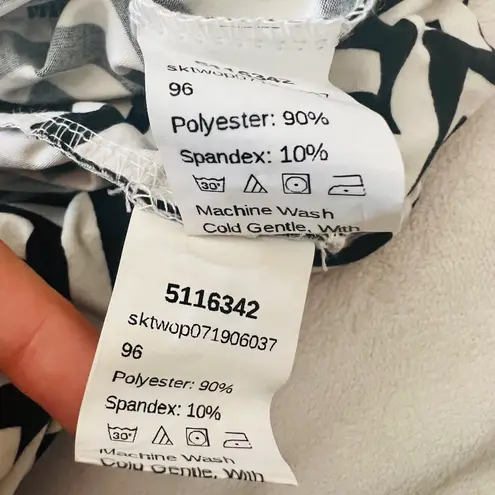 5116342
96
Polyester: 90%
Spandex: 10%
30°
Machine Wash
Cold Gentle, With
5116342
sktwop071906037
96
Polyester: 90%
Spandex: 10%
30°
Machine Wash
Cold Gentle, With